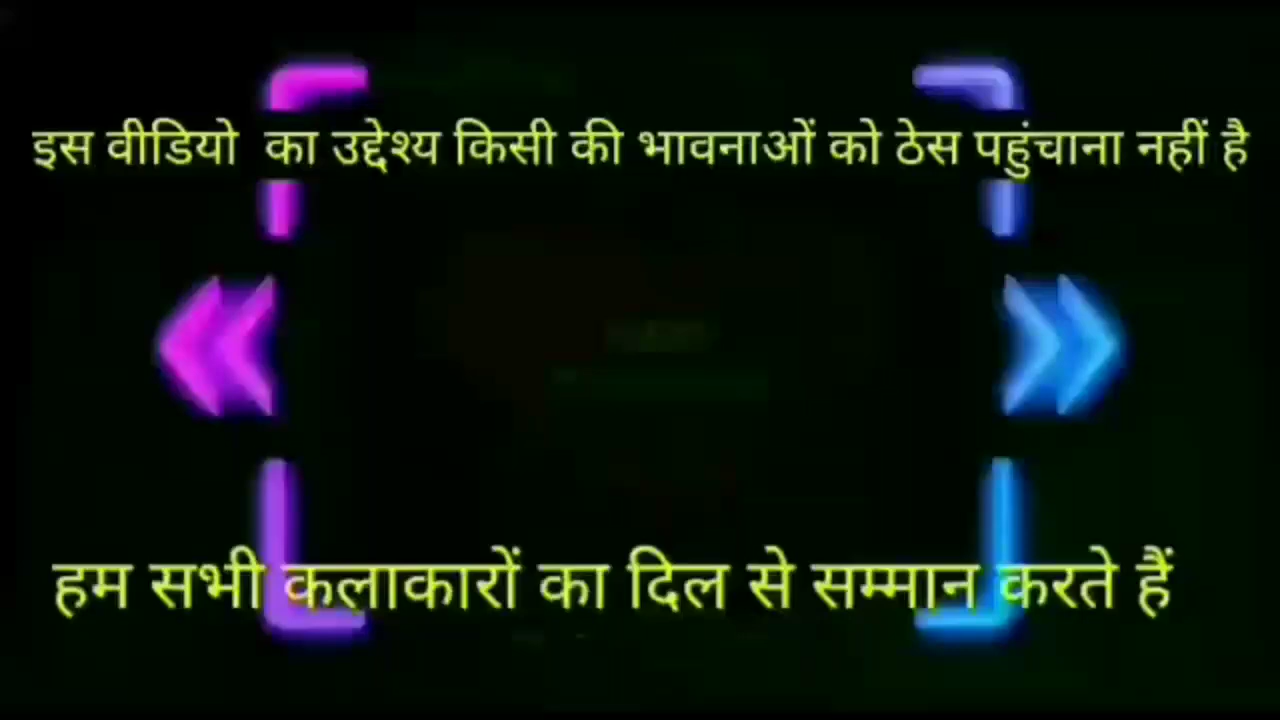 इस वीडियो का उद्देश्य किसी की भावनाओं को ठेस पहुंचाना नहीं है
हम सभी कलाकारों का दिल से सम्मान करते हैं